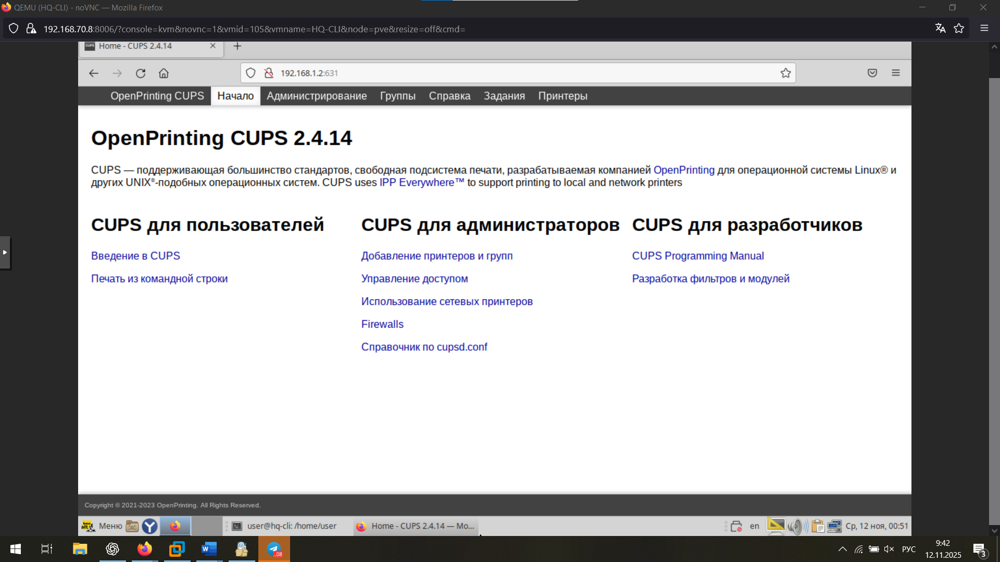 QEMU (HQ-CLI) - noVNC — Mozilla Firefox
192.168.70.8:8006/?console=kvm&novnc=1&vmid=105&vmname=HQ-CLI&node=pve&resize=off&cmd=
CUPS Home - CUPS 2.4.14
192.168.1.2:631
OpenPrinting CUPS Начало Администрирование Группы Справка Задания Принтеры
OpenPrinting CUPS 2.4.14
CUPS — поддерживающая большинство стандартов, свободная подсистема печати, разрабатываемая компанией OpenPrinting для операционной системы Linux® и
других UNIX®-подобных операционных систем. CUPS uses IPP Everywhere™ to support printing to local and network printers
CUPS для пользователей
Введение в CUPS
Печать из командной строки
CUPS для администраторов
Добавление принтеров и групп
Управление доступом
Использование сетевых принтеров
Firewalls
Справочник по cupsd.conf
CUPS для разработчиков
CUPS Programming Manual
Разработка фильтров и модулей
Copyright © 2021-2023 OpenPrinting. All Rights Reserved.
base alt Меню user@hq-cli: /home/user Home - CUPS 2.4.14 — Mo... en Ср, 12 ноя, 00:51
W ..08 РУС 9:42
12.11.2025 3